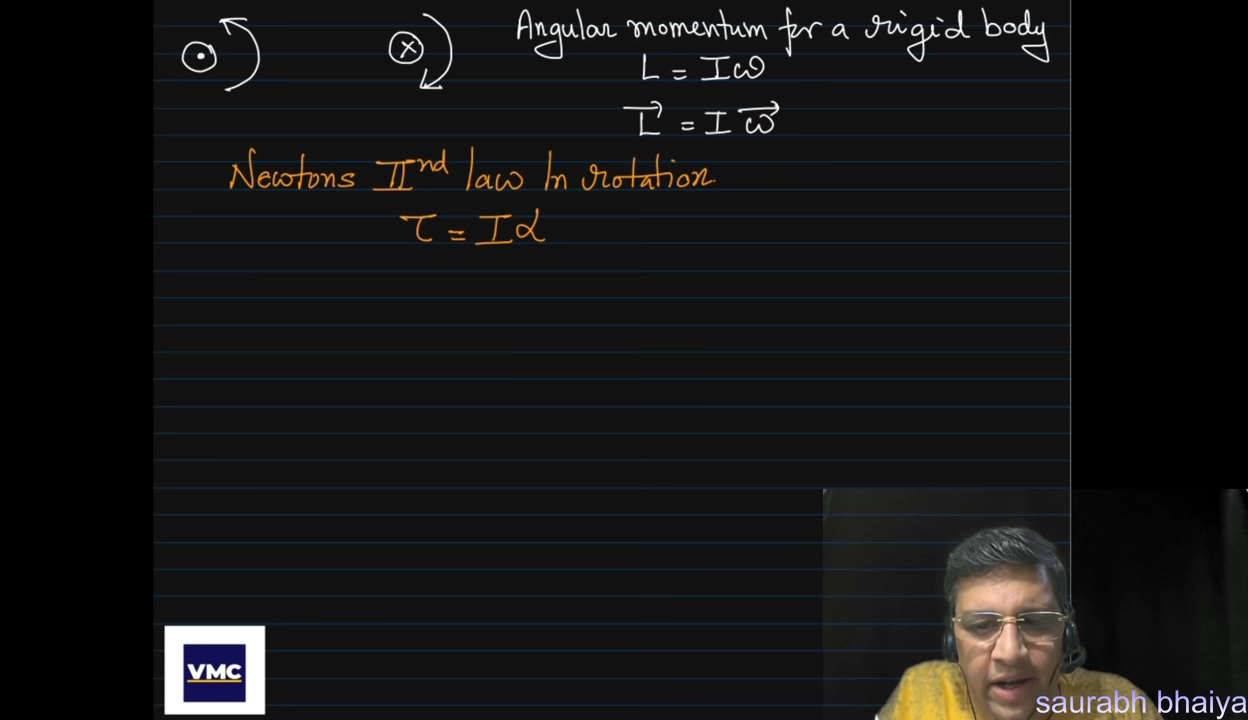 Angular momentum for a rigid body
L = Iω
L⃗ = I ω⃗
Newtons IInd law In rotation
τ = Iα
VMC
saurabh bhaiya